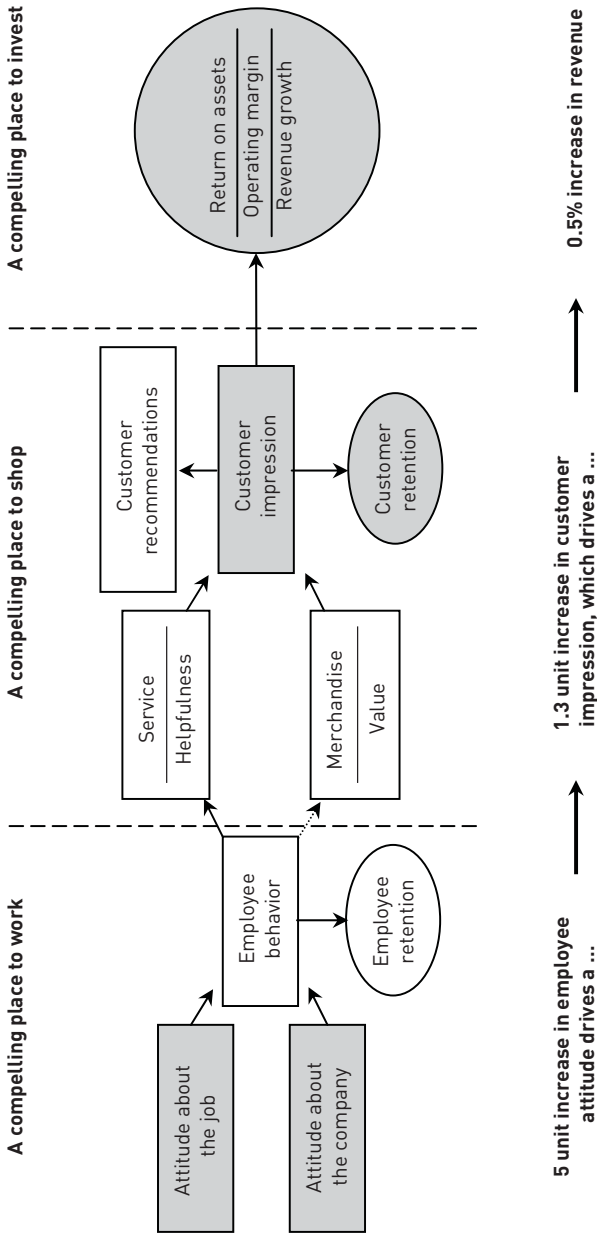 A compelling place to work
A compelling place to shop
A compelling place to invest
Attitude about
the job
Attitude about
the company
Employee
behavior
Employee
retention
Service
Helpfulness
Merchandise
Value
Customer
recommendations
Customer
impression
Customer
retention
Return on assets
Operating margin
Revenue growth
5 unit increase in employee
attitude drives a ...
1.3 unit increase in customer
impression, which drives a ...
0.5% increase in revenue